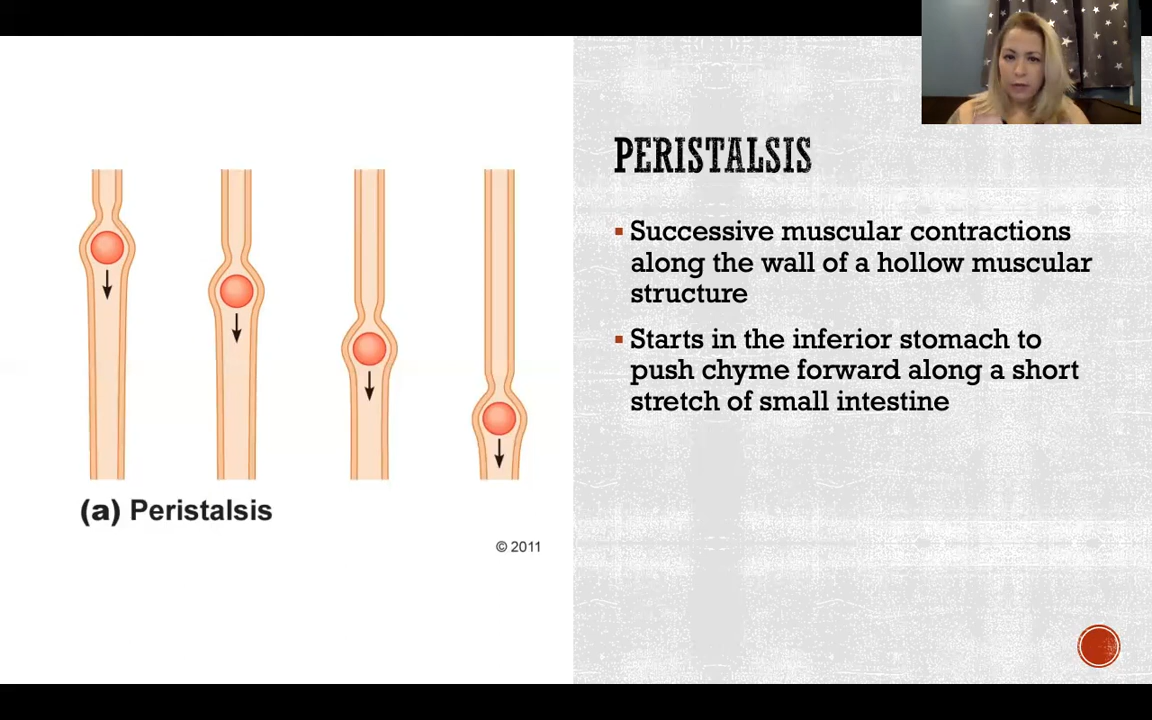 PERISTALSIS
▪ Successive muscular contractions
along the wall of a hollow muscular
structure
▪ Starts in the inferior stomach to
push chyme forward along a short
stretch of small intestine
(a) Peristalsis
© 2011